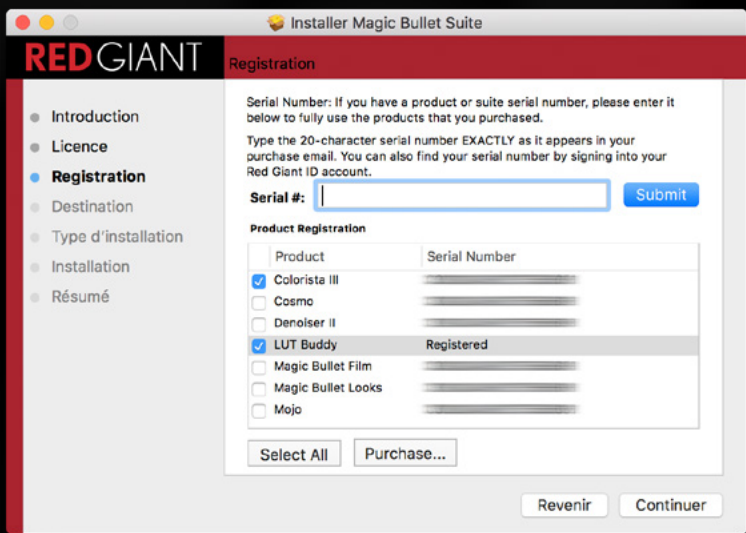 Installer Magic Bullet Suite
REDGIANT
Registration
Introduction
Licence
Registration
Destination
Type d'installation
Installation
Résumé
Serial Number: If you have a product or suite serial number, please enter it
below to fully use the products that you purchased.
Type the 20-character serial number EXACTLY as it appears in your
purchase email. You can also find your serial number by signing into your
Red Giant ID account.
Serial #:
Submit
Product Registration
Product Serial Number
Colorista III
Cosmo
Denoiser II
LUT Buddy Registered
Magic Bullet Film
Magic Bullet Looks
Mojo
Select All Purchase...
Revenir Continuer